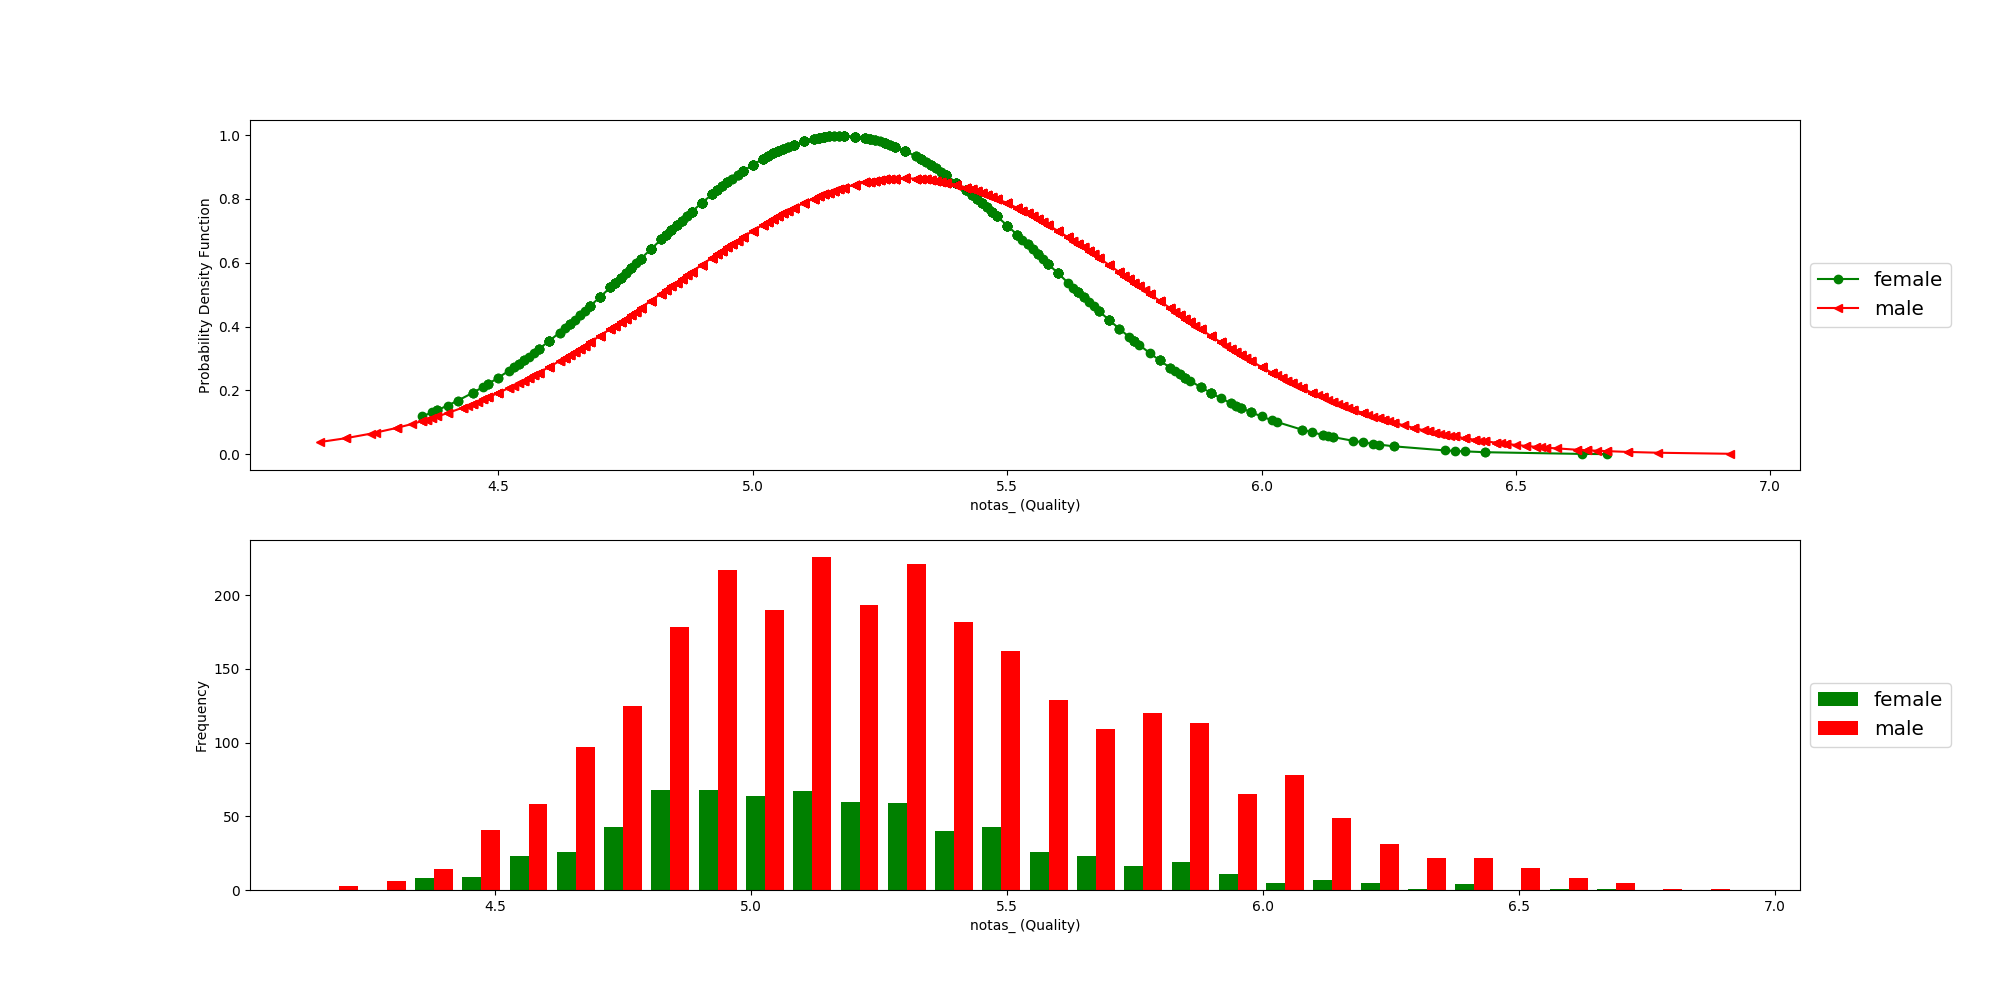 1.0
0.8
0.6
0.4
0.2
0.0
Probability Density Function
4.5 5.0 5.5 6.0 6.5 7.0
notas_ (Quality)
female
male
200
150
100
50
0
Frequency
4.5 5.0 5.5 6.0 6.5 7.0
notas_ (Quality)
female
male